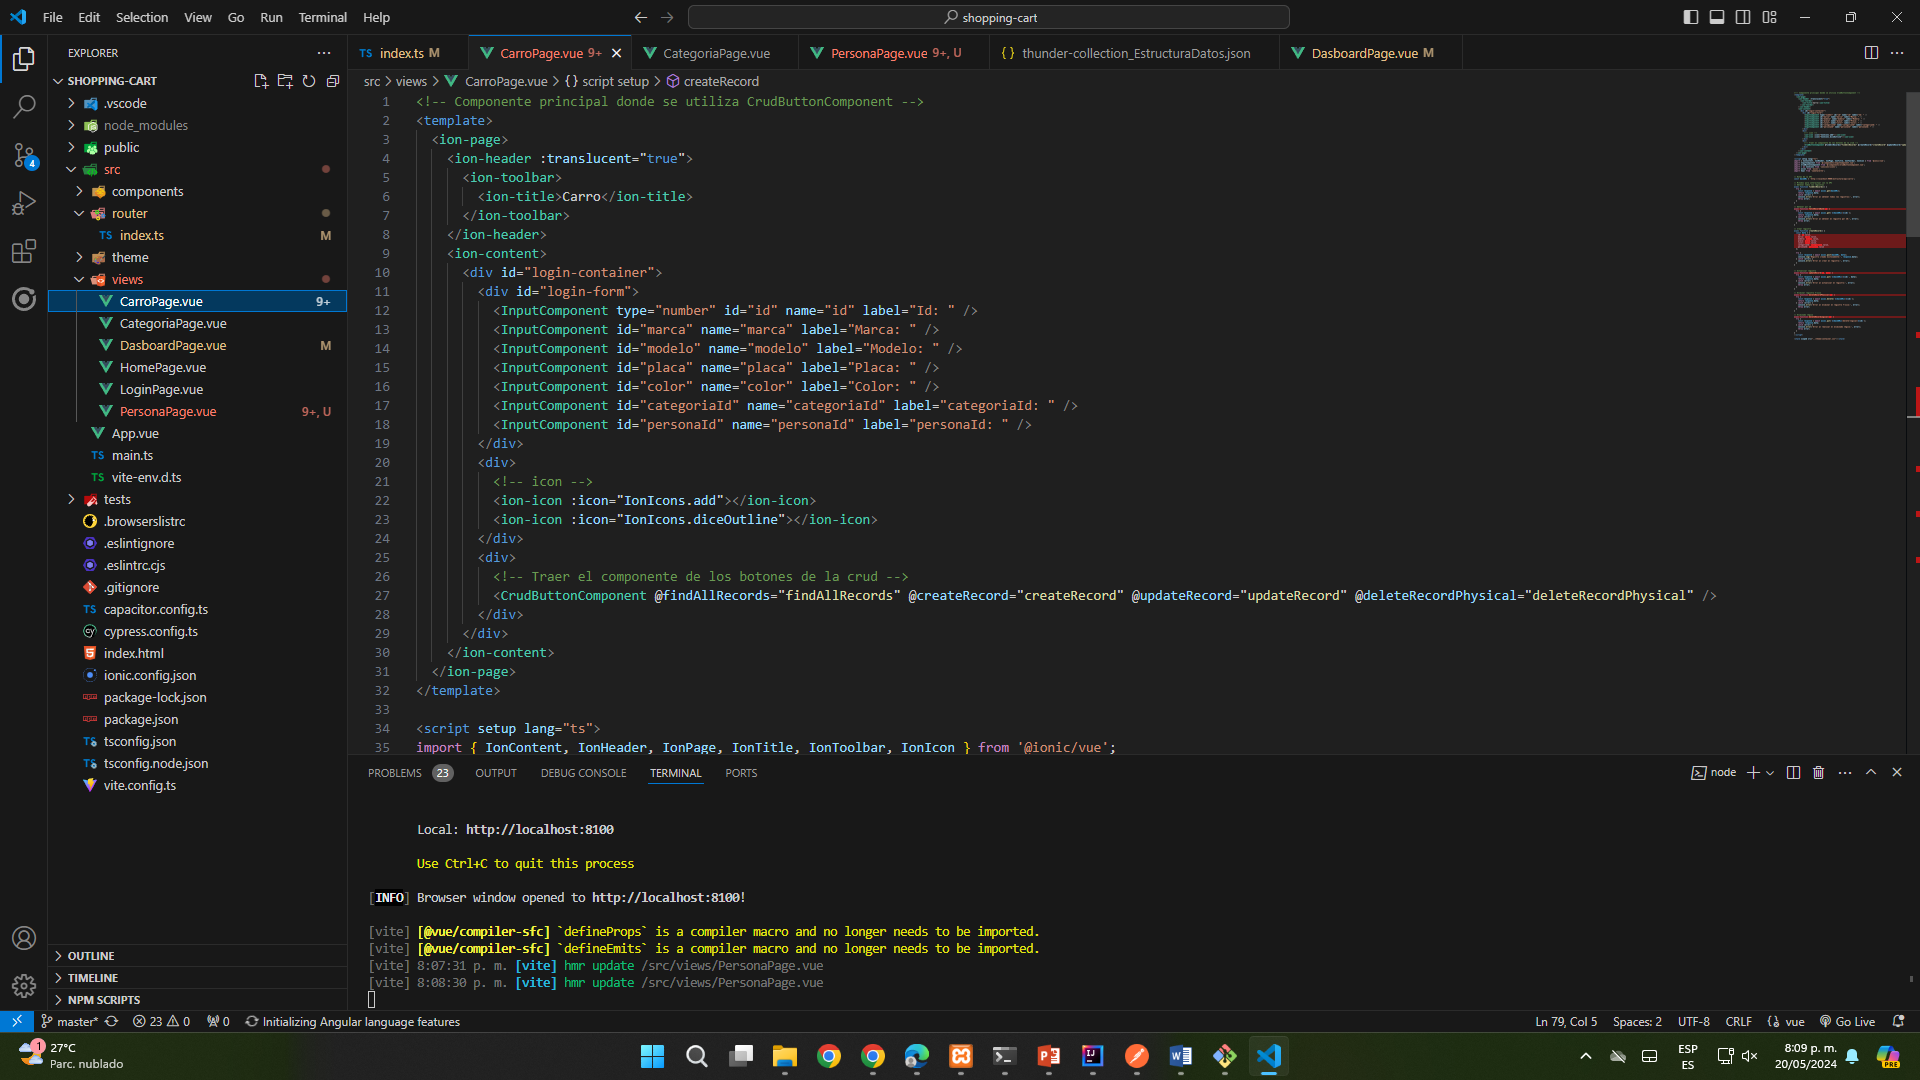 File Edit Selection View Go Run Terminal Help
shopping-cart
EXPLORER
SHOPPING-CART
.vscode
node_modules
public
src
components
router
TS index.ts M
theme
views
CarroPage.vue 9+
CategoriaPage.vue
DasboardPage.vue M
HomePage.vue
LoginPage.vue
PersonaPage.vue 9+, U
App.vue
TS main.ts
TS vite-env.d.ts
tests
.browserslistrc
.eslintignore
.eslintrc.cjs
.gitignore
TS capacitor.config.ts
cypress.config.ts
index.html
ionic.config.json
package-lock.json
package.json
tsconfig.json
tsconfig.node.json
vite.config.ts
OUTLINE
TIMELINE
NPM SCRIPTS
TS index.ts M CarroPage.vue 9+ CategoriaPage.vue PersonaPage.vue 9+, U thunder-collection_EstructuraDatos.json DasboardPage.vue M
src > views > CarroPage.vue > {} script setup > createRecord
1 <!-- Componente principal donde se utiliza CrudButtonComponent -->
2 <template>
3 <ion-page>
4 <ion-header :translucent="true">
5 <ion-toolbar>
6 <ion-title>Carro</ion-title>
7 </ion-toolbar>
8 </ion-header>
9 <ion-content>
10 <div id="login-container">
11 <div id="login-form">
12 <InputComponent type="number" id="id" name="id" label="Id: " />
13 <InputComponent id="marca" name="marca" label="Marca: " />
14 <InputComponent id="modelo" name="modelo" label="Modelo: " />
15 <InputComponent id="placa" name="placa" label="Placa: " />
16 <InputComponent id="color" name="color" label="Color: " />
17 <InputComponent id="categoriaId" name="categoriaId" label="categoriaId: " />
18 <InputComponent id="personaId" name="personaId" label="personaId: " />
19 </div>
20 <div>
21 <!-- icon -->
22 <ion-icon :icon="IonIcons.add"></ion-icon>
23 <ion-icon :icon="IonIcons.diceOutline"></ion-icon>
24 </div>
25 <div>
26 <!-- Traer el componente de los botones de la crud -->
27 <CrudButtonComponent @findAllRecords="findAllRecords" @createRecord="createRecord" @updateRecord="updateRecord" @deleteRecordPhysical="deleteRecordPhysical" />
28 </div>
29 </div>
30 </ion-content>
31 </ion-page>
32 </template>
33
34 <script setup lang="ts">
35 import { IonContent, IonHeader, IonPage, IonTitle, IonToolbar, IonIcon } from '@ionic/vue';
PROBLEMS 23 OUTPUT DEBUG CONSOLE TERMINAL PORTS
node
Local: http://localhost:8100
Use Ctrl+C to quit this process
[INFO] Browser window opened to http://localhost:8100!
[vite] [@vue/compiler-sfc] `defineProps` is a compiler macro and no longer needs to be imported.
[vite] [@vue/compiler-sfc] `defineEmits` is a compiler macro and no longer needs to be imported.
[vite] 8:07:31 p. m. [vite] hmr update /src/views/PersonaPage.vue
[vite] 8:08:30 p. m. [vite] hmr update /src/views/PersonaPage.vue
master* 23 0 0 Initializing Angular language features
Ln 79, Col 5 Spaces: 2 UTF-8 CRLF vue Go Live
27°C
Parc. nublado
ESP
ES
8:09 p. m.
20/05/2024